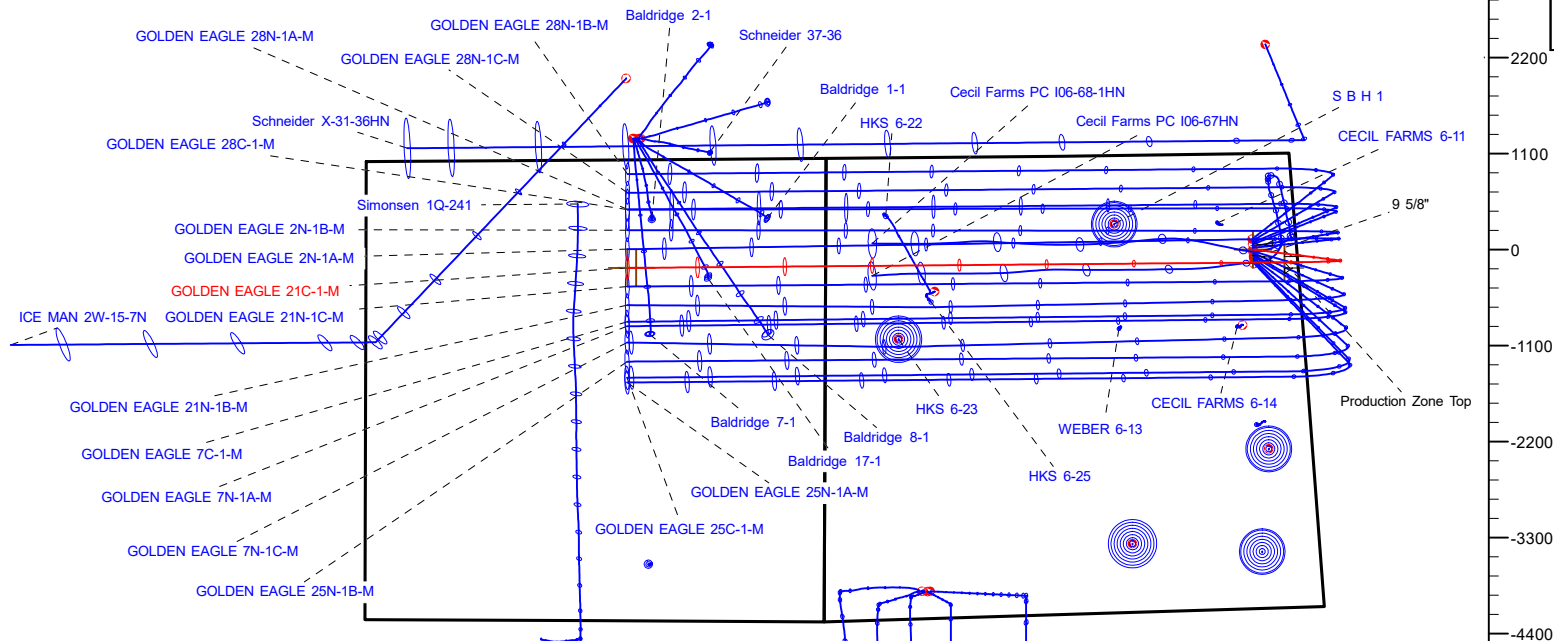 GOLDEN EAGLE 28N-1A-M
GOLDEN EAGLE 28N-1B-M
Baldridge 2-1
GOLDEN EAGLE 28N-1C-M
Schneider 37-36
2200
Baldridge 1-1
Cecil Farms PC I06-68-1HN
S B H 1
Schneider X-31-36HN
HKS 6-22
Cecil Farms PC I06-67HN
CECIL FARMS 6-11
GOLDEN EAGLE 28C-1-M
1100
Simonsen 1Q-241
9 5/8"
GOLDEN EAGLE 2N-1B-M
0
GOLDEN EAGLE 2N-1A-M
GOLDEN EAGLE 21C-1-M
ICE MAN 2W-15-7N
GOLDEN EAGLE 21N-1C-M
-1100
GOLDEN EAGLE 21N-1B-M
HKS 6-23
CECIL FARMS 6-14
Production Zone Top
Baldridge 7-1
Baldridge 8-1
WEBER 6-13
-2200
GOLDEN EAGLE 7C-1-M
Baldridge 17-1
HKS 6-25
GOLDEN EAGLE 7N-1A-M
GOLDEN EAGLE 25N-1A-M
GOLDEN EAGLE 25C-1-M
-3300
GOLDEN EAGLE 7N-1C-M
GOLDEN EAGLE 25N-1B-M
-4400